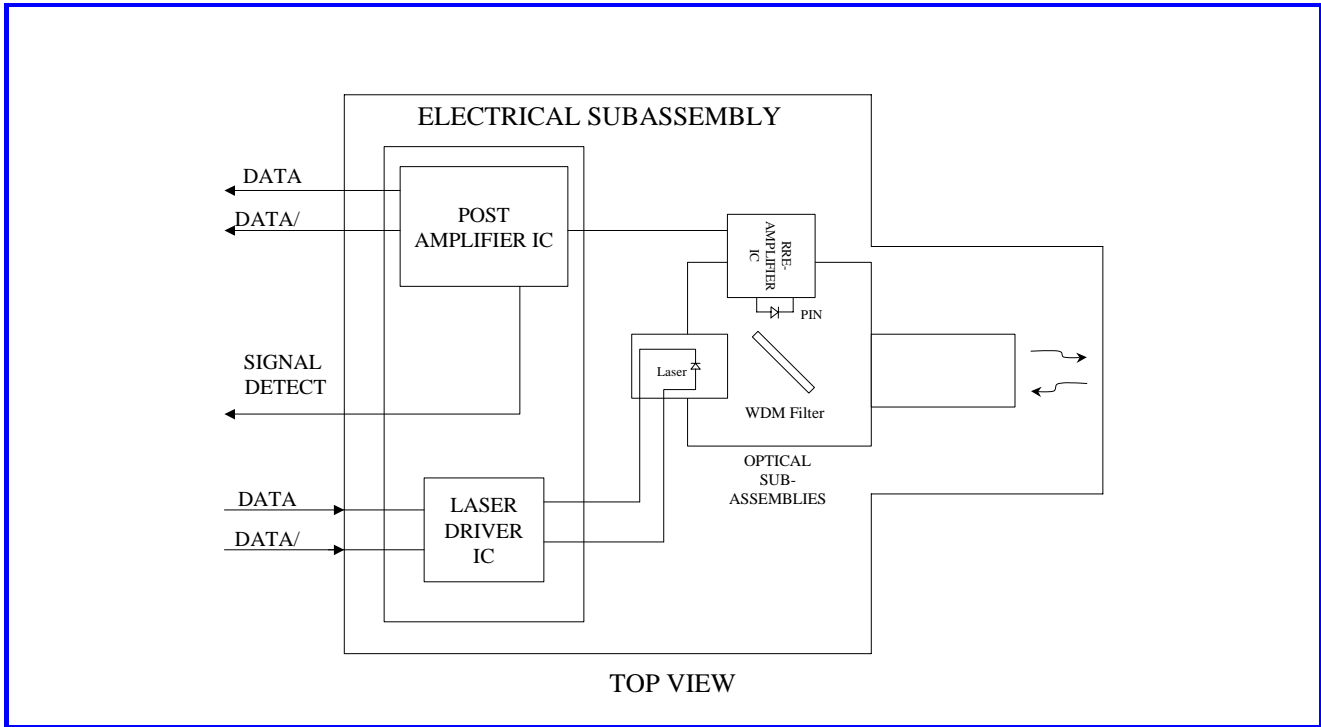 ELECTRICAL SUBASSEMBLY
DATA
DATA/
POST
AMPLIFIER IC
RRE-
AMPLIFIER
IC
PIN
SIGNAL
DETECT
Laser
WDM Filter
OPTICAL
SUB-
ASSEMBLIES
DATA
DATA/
LASER
DRIVER
IC
TOP VIEW